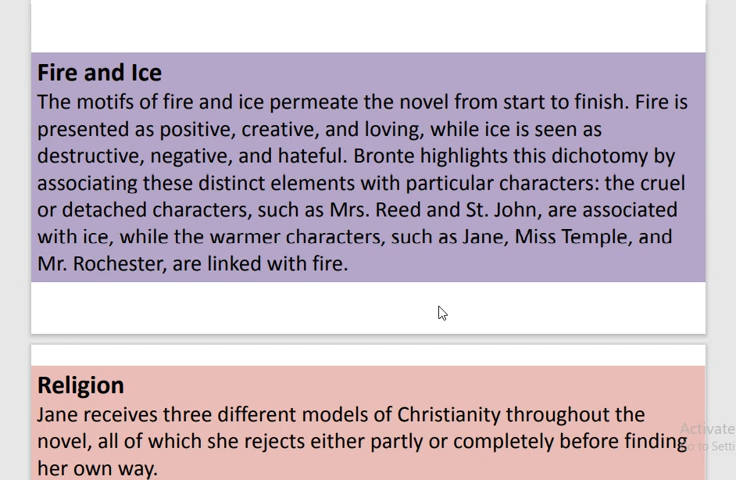 Fire and Ice
The motifs of fire and ice permeate the novel from start to finish. Fire is
presented as positive, creative, and loving, while ice is seen as
destructive, negative, and hateful. Bronte highlights this dichotomy by
associating these distinct elements with particular characters: the cruel
or detached characters, such as Mrs. Reed and St. John, are associated
with ice, while the warmer characters, such as Jane, Miss Temple, and
Mr. Rochester, are linked with fire.
Religion
Jane receives three different models of Christianity throughout the
novel, all of which she rejects either partly or completely before finding
her own way.
Activate
to Setti